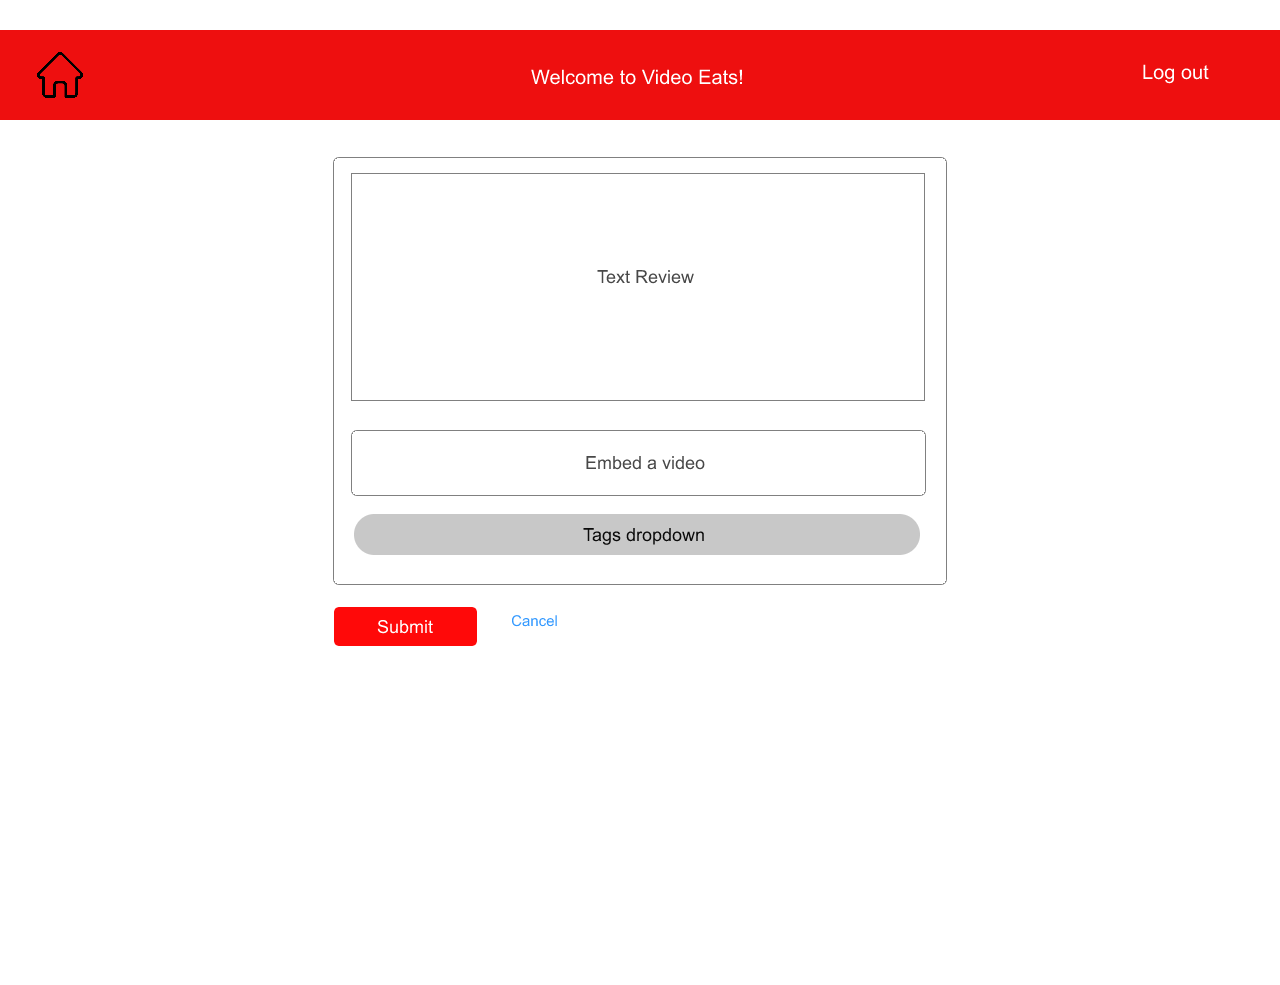 Welcome to Video Eats!
Log out
Text Review
Embed a video
Tags dropdown
Submit
Cancel